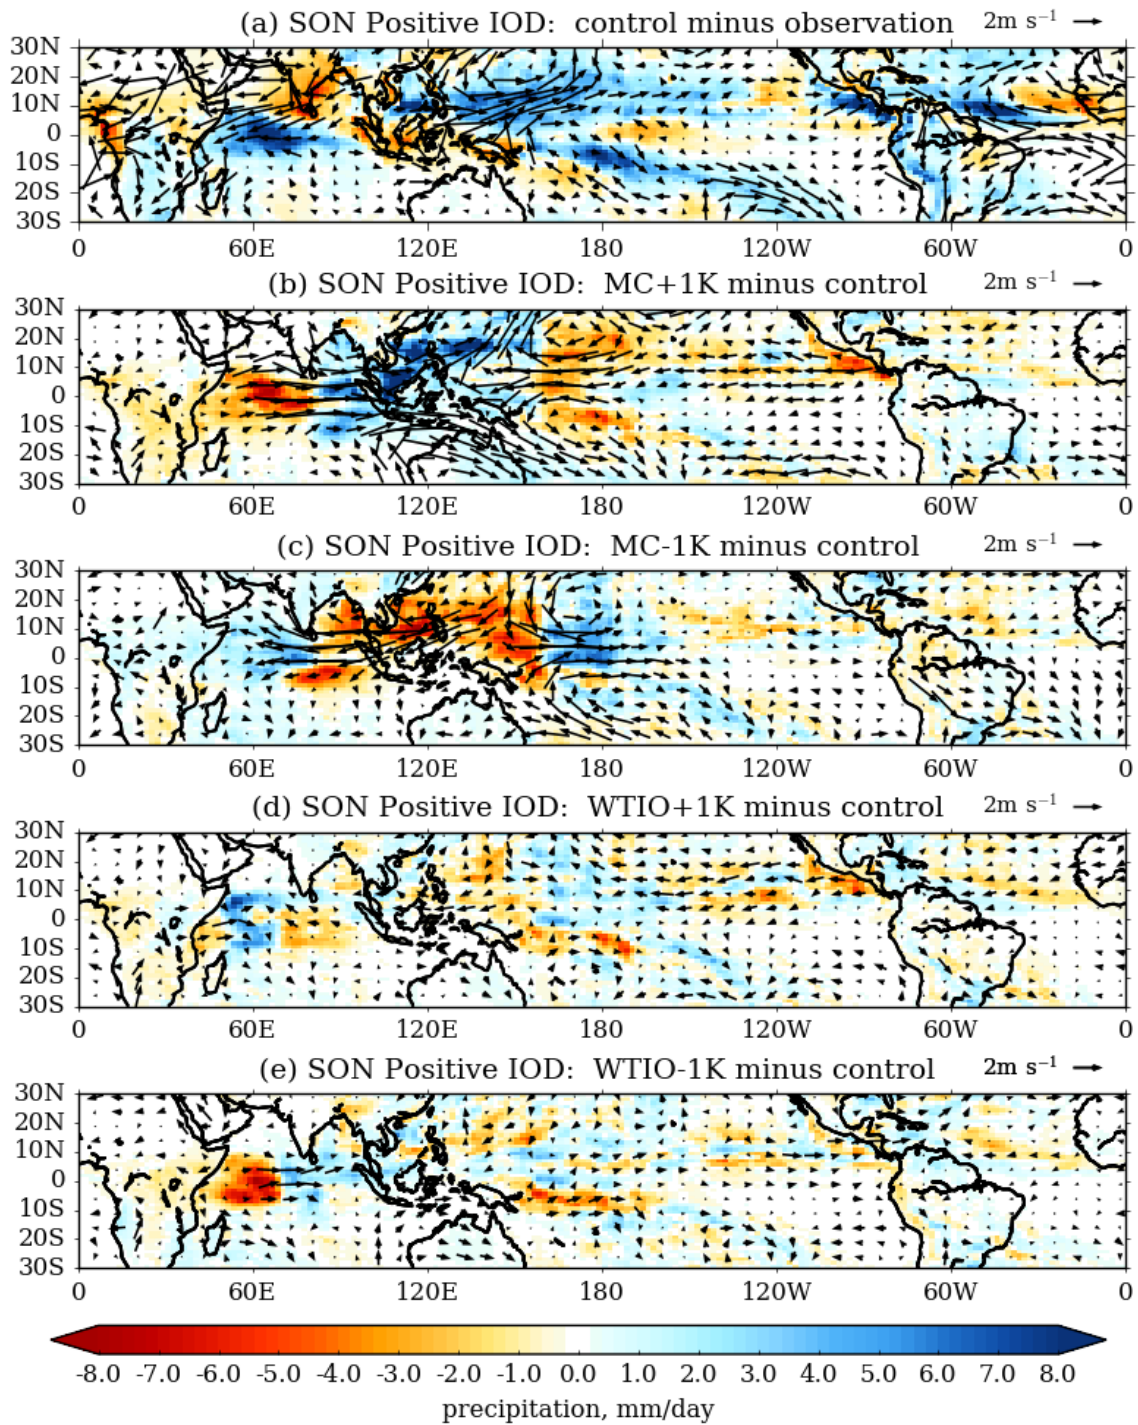 (a) SON Positive IOD: control minus observation 2m s⁻¹
30N
20N
10N
0
10S
20S
30S
0 60E 120E 180 120W 60W 0
(b) SON Positive IOD: MC+1K minus control 2m s⁻¹
30N
20N
10N
0
10S
20S
30S
0 60E 120E 180 120W 60W 0
(c) SON Positive IOD: MC-1K minus control 2m s⁻¹
30N
20N
10N
0
10S
20S
30S
0 60E 120E 180 120W 60W 0
(d) SON Positive IOD: WTIO+1K minus control 2m s⁻¹
30N
20N
10N
0
10S
20S
30S
0 60E 120E 180 120W 60W 0
(e) SON Positive IOD: WTIO-1K minus control 2m s⁻¹
30N
20N
10N
0
10S
20S
30S
0 60E 120E 180 120W 60W 0
-8.0 -7.0 -6.0 -5.0 -4.0 -3.0 -2.0 -1.0 0.0 1.0 2.0 3.0 4.0 5.0 6.0 7.0 8.0
precipitation, mm/day